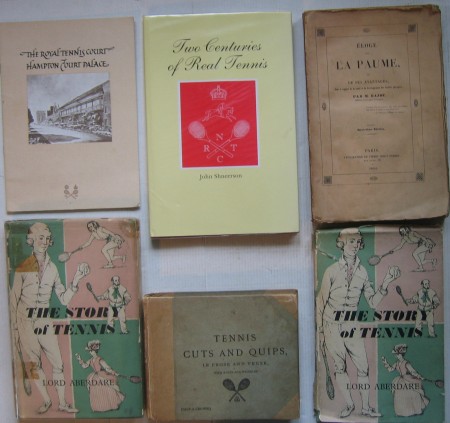 THE ROYAL TENNIS COURT
HAMPTON COURT PALACE.
Two Centuries
of Real Tennis
R N T C
John Shneerson
ÉLOGE
LA PAUME,
PARIS
THE STORY
of TENNIS
LORD ABERDARE
TENNIS
CUTS AND QUIPS,
IN PROSE AND VERSE,
THE STORY
of TENNIS
LORD ABERDARE